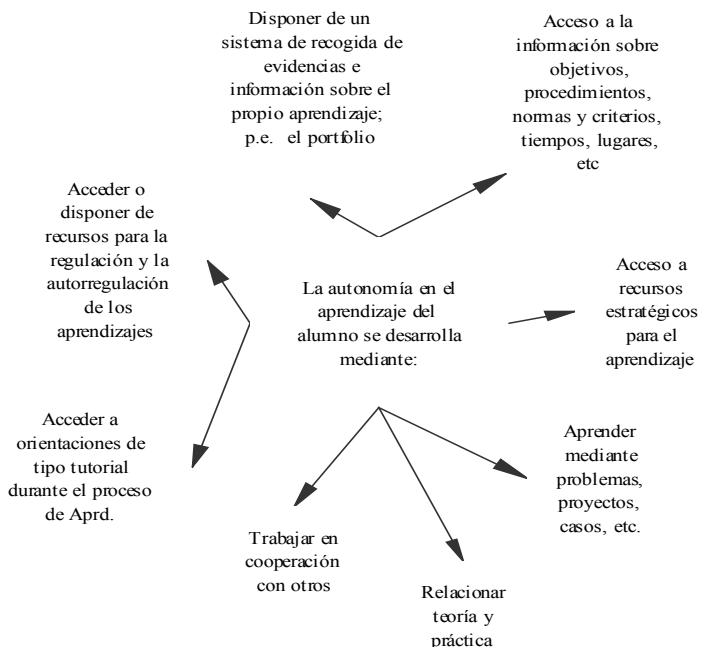 Disponer de un
sistema de recogida de
evidencias e
información sobre el
propio aprendizaje;
p.e. el portfolio
Acceso a la
información sobre
objetivos,
procedimientos,
normas y criterios,
tiempos, lugares,
etc
Acceder o
disponer de
recursos para la
regulación y la
autorregulación
de los
aprendizajes
La autonomía en el
aprendizaje del
alumno se desarrolla
mediante:
Acceso a
recursos
estratégicos
para el
aprendizaje
Acceder a
orientaciones de
tipo tutorial
durante el proceso
de Aprd.
Aprender
mediante
problemas,
proyectos,
casos, etc.
Trabajar en
cooperación
con otros
Relacionar
teoría y
práctica